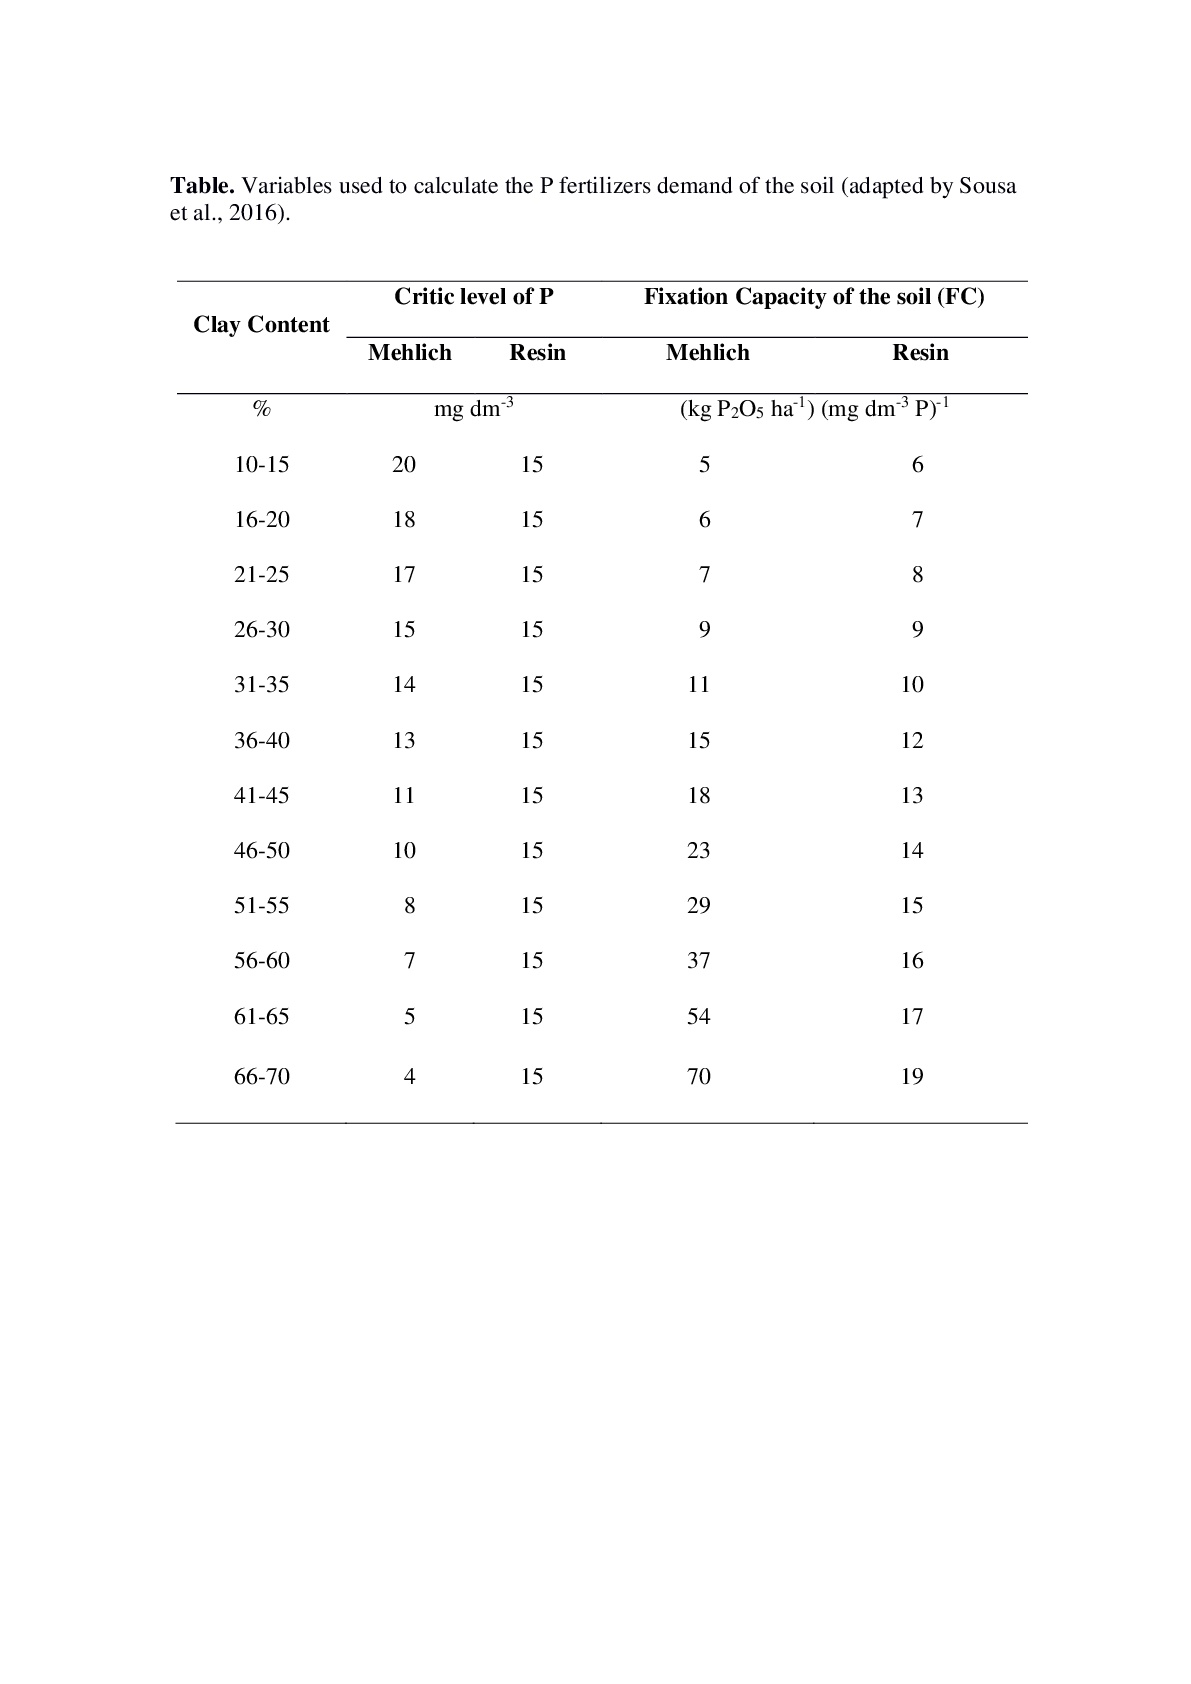 Table. Variables used to calculate the P fertilizers demand of the soil (adapted by Sousa
et al., 2016).
Clay Content Critic level of P Fixation Capacity of the soil (FC)
Mehlich Resin Mehlich Resin
% mg dm-3 (kg P2O5 ha-1) (mg dm-3 P)-1
10-15 20 15 5 6
16-20 18 15 6 7
21-25 17 15 7 8
26-30 15 15 9 9
31-35 14 15 11 10
36-40 13 15 15 12
41-45 11 15 18 13
46-50 10 15 23 14
51-55 8 15 29 15
56-60 7 15 37 16
61-65 5 15 54 17
66-70 4 15 70 19